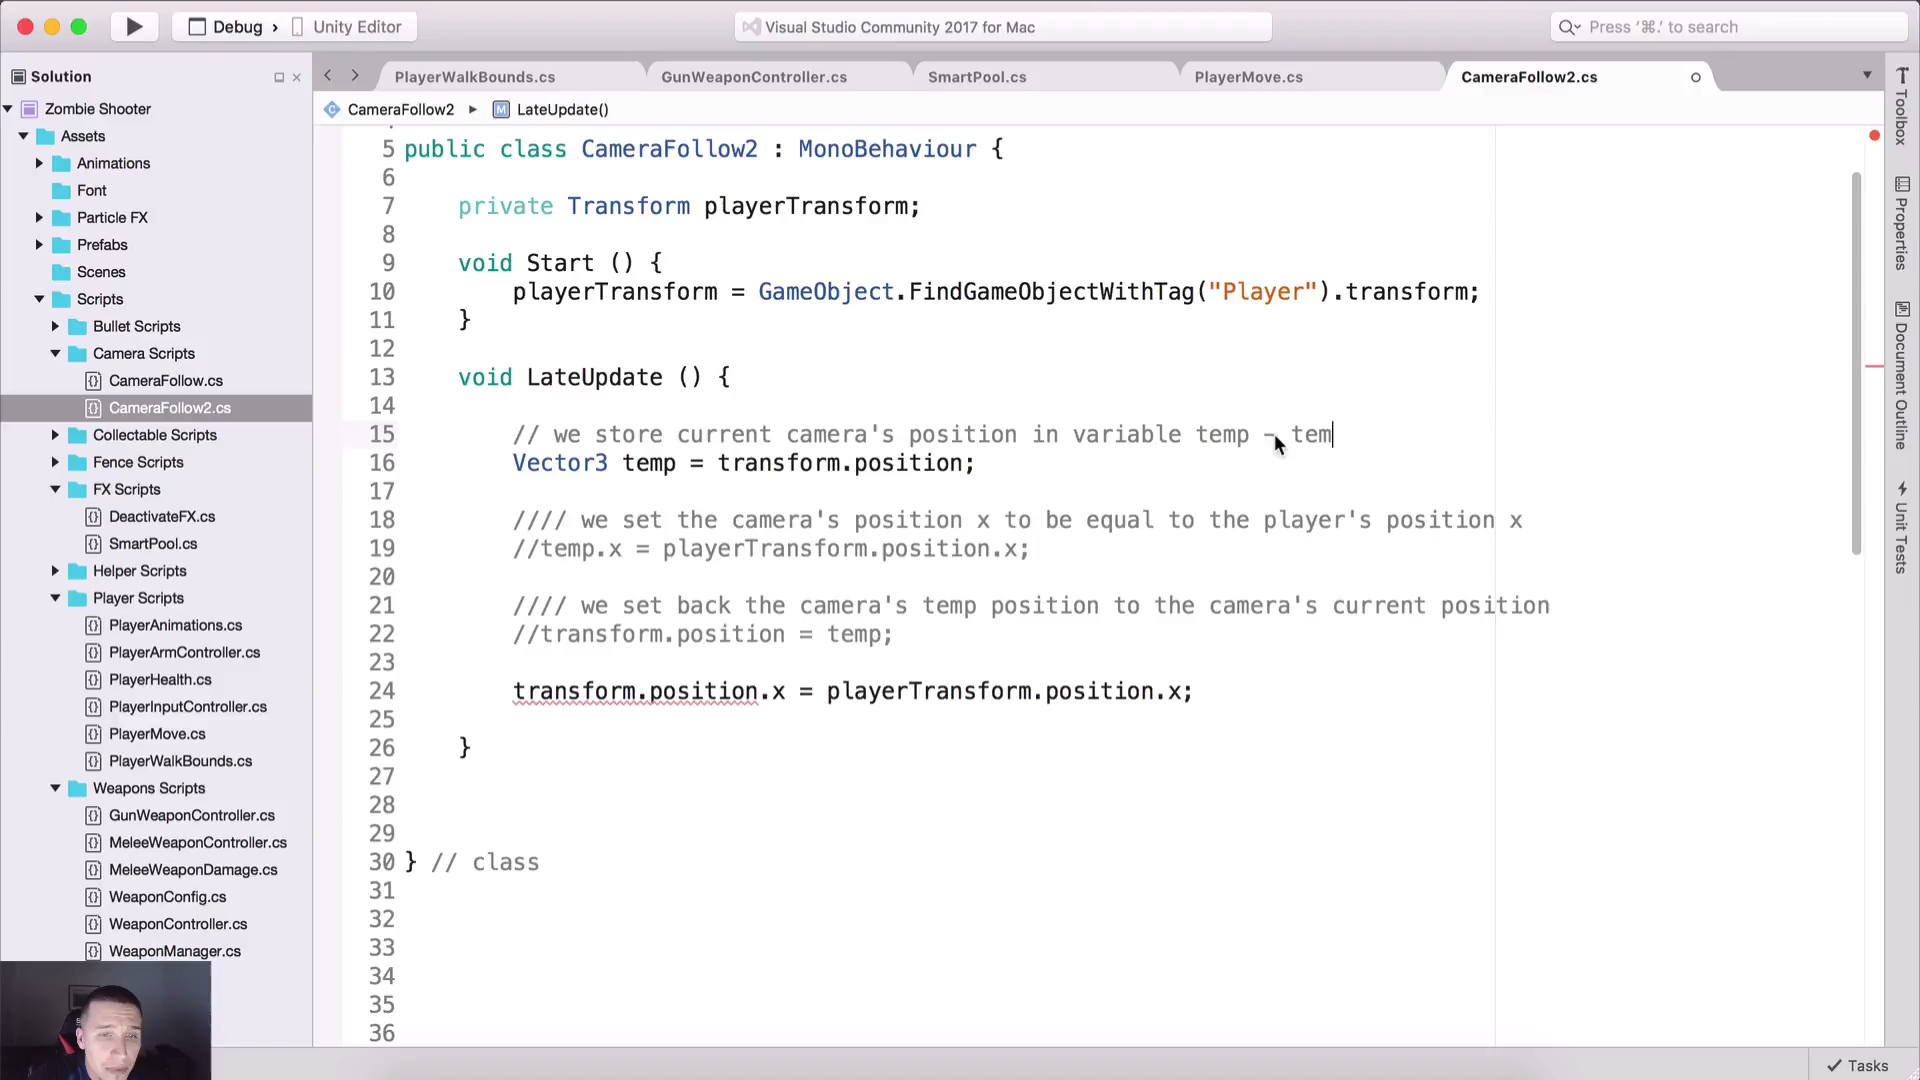 Debug › Unity Editor
Visual Studio Community 2017 for Mac
Press ‘⌘.’ to search
Solution
PlayerWalkBounds.cs
GunWeaponController.cs
SmartPool.cs
PlayerMove.cs
CameraFollow2.cs
CameraFollow2 ▸ LateUpdate()
Zombie Shooter
Assets
Animations
Font
Particle FX
Prefabs
Scenes
Scripts
Bullet Scripts
Camera Scripts
CameraFollow.cs
CameraFollow2.cs
Collectable Scripts
Fence Scripts
FX Scripts
DeactivateFX.cs
SmartPool.cs
Helper Scripts
Player Scripts
PlayerAnimations.cs
PlayerArmController.cs
PlayerHealth.cs
PlayerInputController.cs
PlayerMove.cs
PlayerWalkBounds.cs
Weapons Scripts
GunWeaponController.cs
MeleeWeaponController.cs
MeleeWeaponDamage.cs
WeaponConfig.cs
WeaponController.cs
WeaponManager.cs
5 public class CameraFollow2 : MonoBehaviour {
6
7 private Transform playerTransform;
8
9 void Start () {
10 playerTransform = GameObject.FindGameObjectWithTag("Player").transform;
11 }
12
13 void LateUpdate () {
14
15 // we store current camera's position in variable temp - tem
16 Vector3 temp = transform.position;
17
18 //// we set the camera's position x to be equal to the player's position x
19 //temp.x = playerTransform.position.x;
20
21 //// we set back the camera's temp position to the camera's current position
22 //transform.position = temp;
23
24 transform.position.x = playerTransform.position.x;
25
26 }
27
28
29
30 } // class
31
32
33
34
35
36
Toolbox
Properties
Document Outline
Unit Tests
Tasks